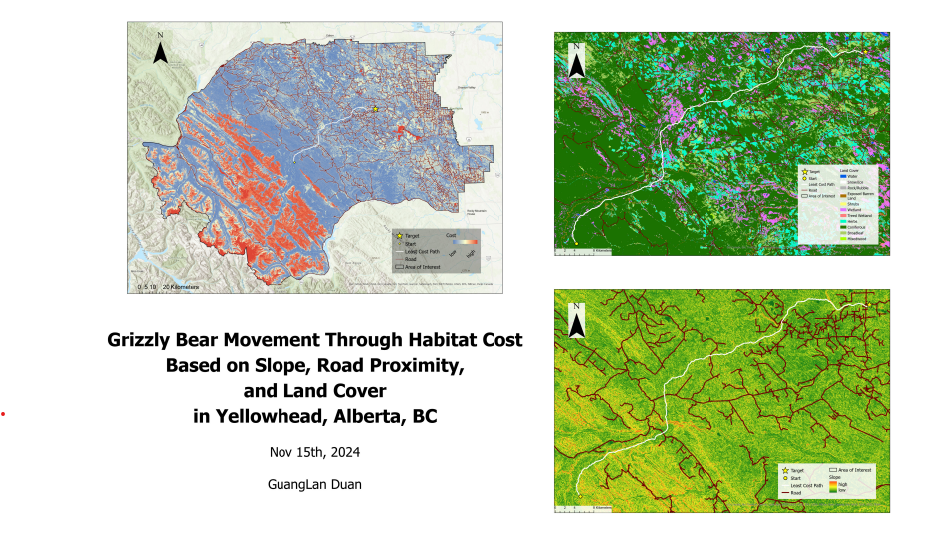 N
Target
Start
Least Cost Path
Road
Area of Interest
Cost
low
high
0 5 10 20 Kilometers
Grizzly Bear Movement Through Habitat Cost
Based on Slope, Road Proximity,
and Land Cover
in Yellowhead, Alberta, BC
Nov 15th, 2024
GuangLan Duan
N
Target
Start
Least Cost Path
Road
Area of Interest
Land Cover
Water
Snow/Ice
Rock/Rubble
Exposed Barren
Land
Shrubs
Wetland
Treed Wetland
Herbs
Coniferous
Broadleaf
Mixedwood
8 Kilometers
N
Target
Start
Least Cost Path
Road
Area of Interest
Slope
high
low
8 Kilometers